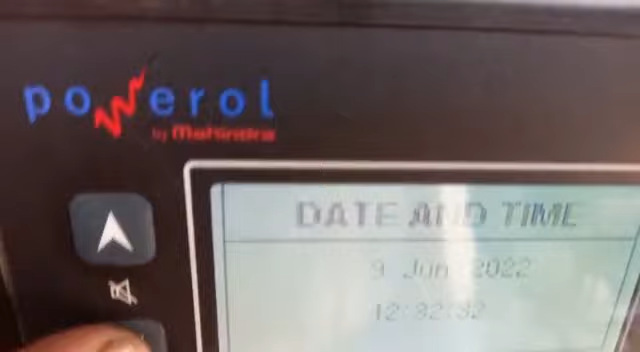 powerol
by Mahindra
DATE AND TIME
9 Jun 2022
12:32:32